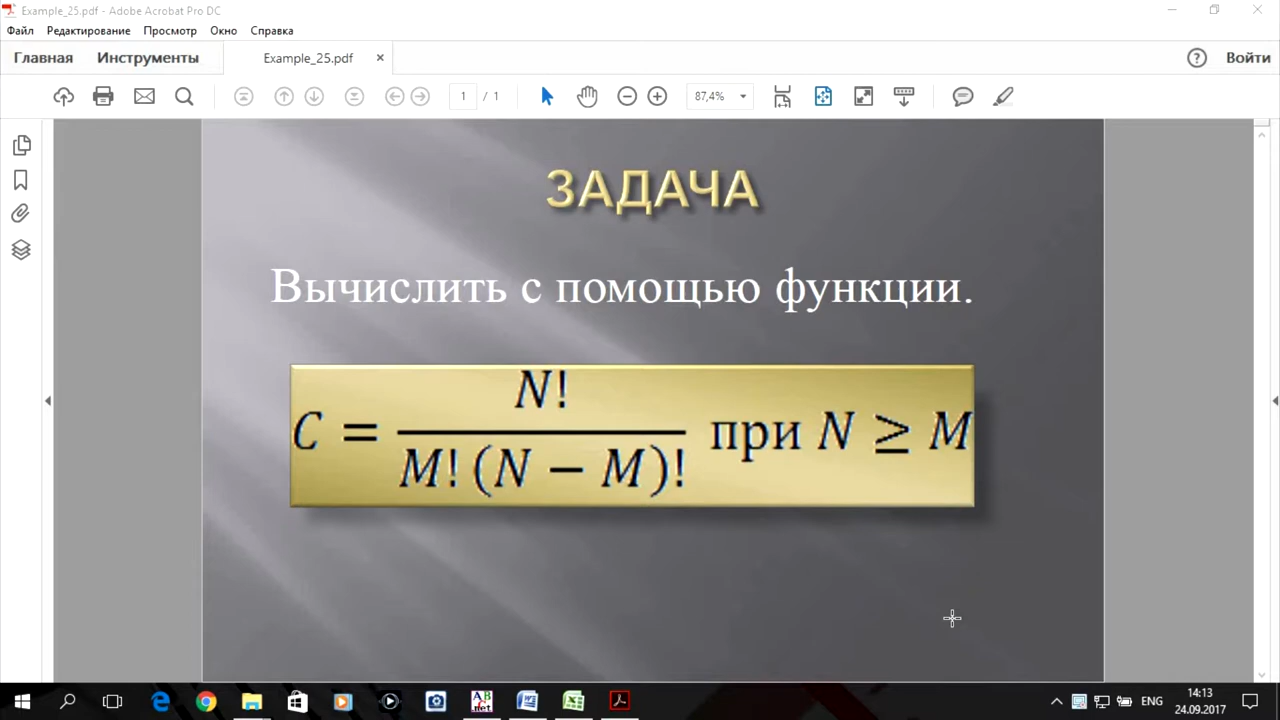 Example_25.pdf - Adobe Acrobat Pro DC
Файл Редактирование Просмотр Окно Справка
Главная Инструменты Example_25.pdf × Войти
1 / 1 87,4%
ЗАДАЧА
Вычислить с помощью функции.
C = N! / M! (N − M)! при N ≥ M
ENG 14:13
24.09.2017